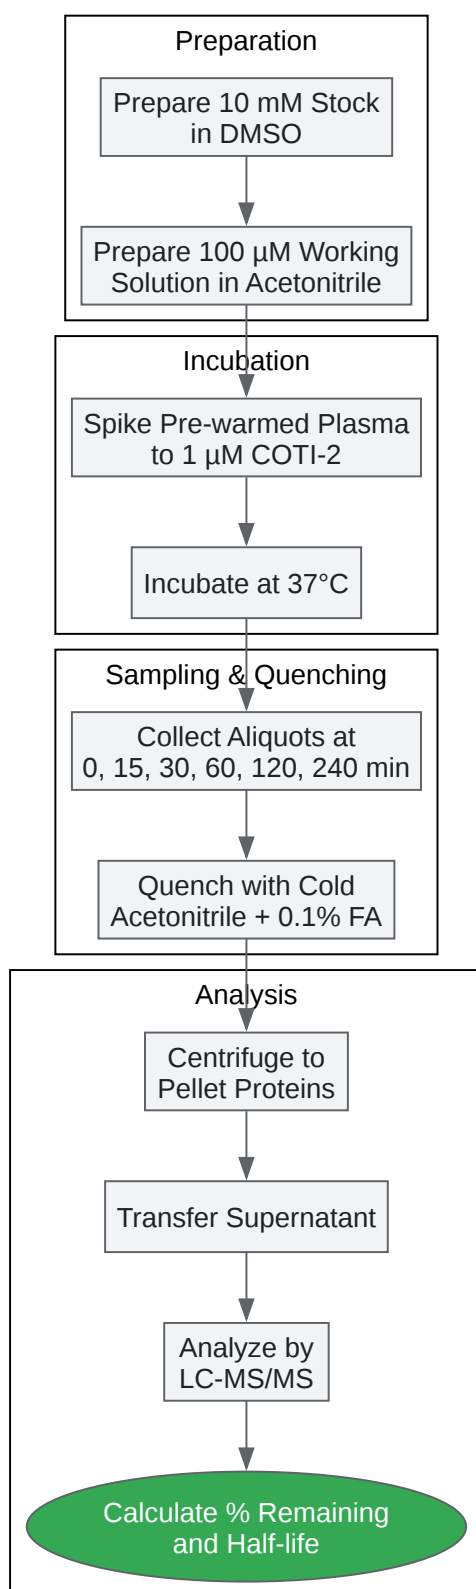 Preparation
Prepare 10 mM Stock
in DMSO
Prepare 100 µM Working
Solution in Acetonitrile
Incubation
Spike Pre-warmed Plasma
to 1 µM COTI-2
Incubate at 37°C
Sampling & Quenching
Collect Aliquots at
0, 15, 30, 60, 120, 240 min
Quench with Cold
Acetonitrile + 0.1% FA
Analysis
Centrifuge to
Pellet Proteins
Transfer Supernatant
Analyze by
LC-MS/MS
Calculate % Remaining
and Half-life